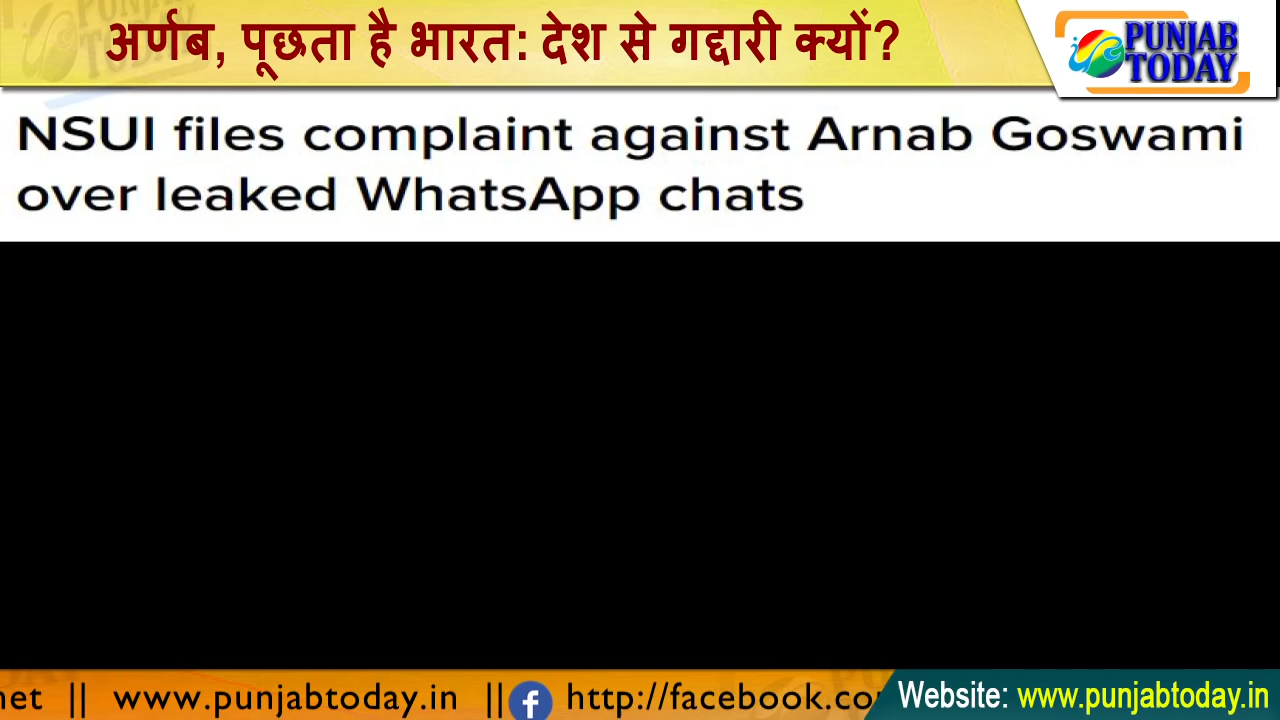 अर्णब, पूछता है भारत: देश से गद्दारी क्यों?
PUNJAB
TODAY
NSUI files complaint against Arnab Goswami
over leaked WhatsApp chats
net || www.punjabtoday.in || http://facebook.co
Website: www.punjabtoday.in